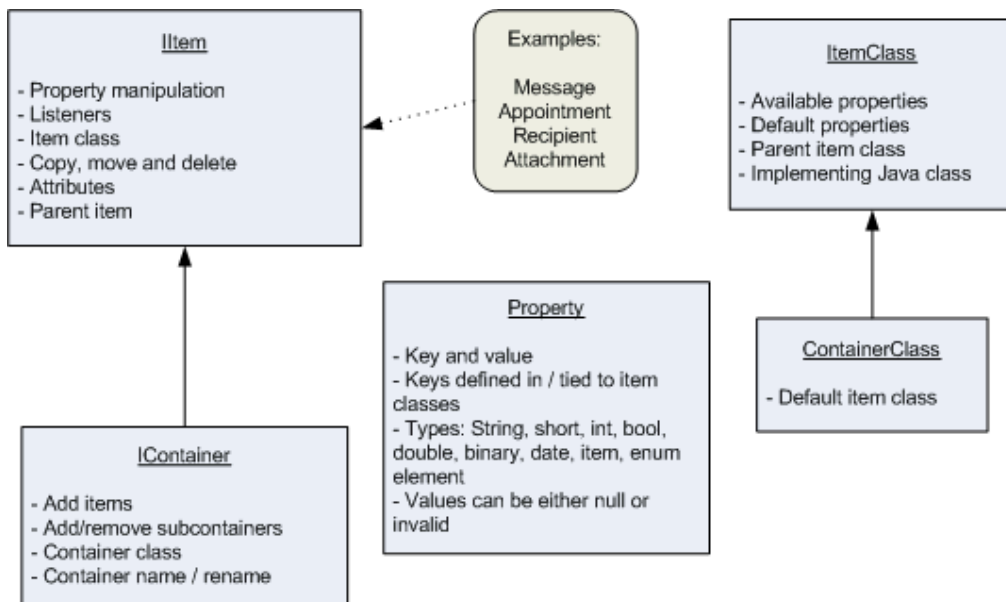 IItem
- Property manipulation
- Listeners
- Item class
- Copy, move and delete
- Attributes
- Parent item
Examples:
Message
Appointment
Recipient
Attachment
ItemClass
- Available properties
- Default properties
- Parent item class
- Implementing Java class
Property
- Key and value
- Keys defined in / tied to item
classes
- Types: String, short, int, bool,
double, binary, date, item, enum
element
- Values can be either null or
invalid
ContainerClass
- Default item class
IContainer
- Add items
- Add/remove subcontainers
- Container class
- Container name / rename